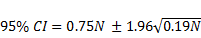 95% CI = 0.75N ±1.96√0.19N